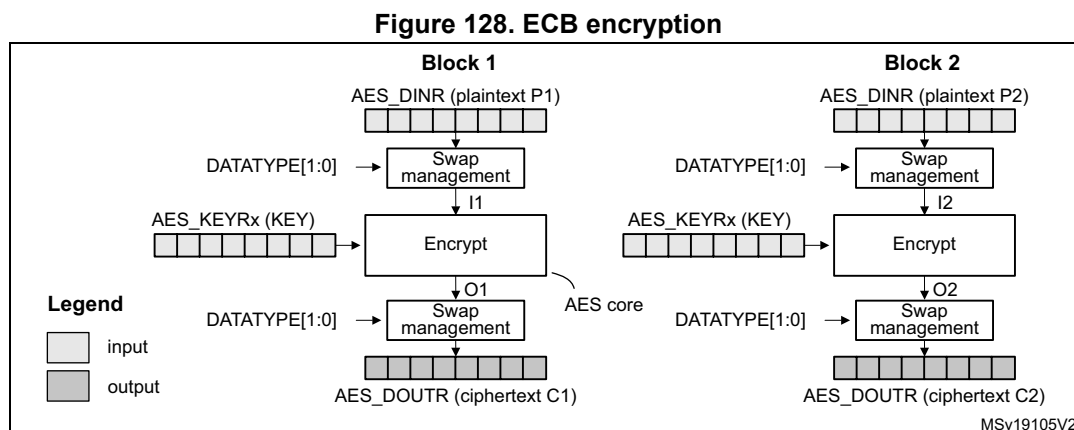 Figure 128. ECB encryption
Block 1
AES_DINR (plaintext P1)
DATATYPE[1:0]
Swap
management
I1
AES_KEYRx (KEY)
Encrypt
O1
AES core
DATATYPE[1:0]
Swap
management
AES_DOUTR (ciphertext C1)
Block 2
AES_DINR (plaintext P2)
DATATYPE[1:0]
Swap
management
I2
AES_KEYRx (KEY)
Encrypt
O2
DATATYPE[1:0]
Swap
management
AES_DOUTR (ciphertext C2)
Legend
input
output
MSv19105V2